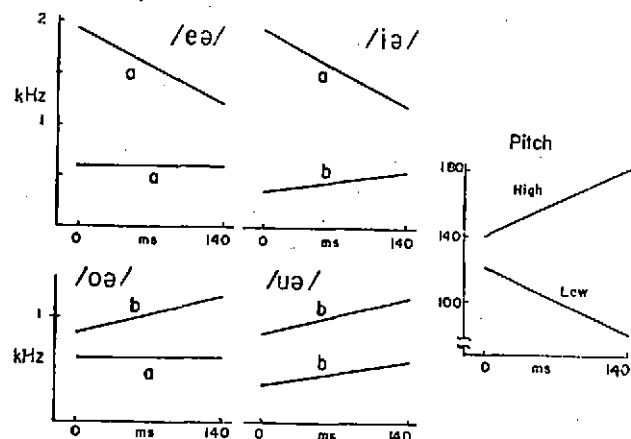 2
/eə/
/iə/
a
a
kHz
1
a
b
0 ms 140
0 ms 140
Pitch
180
High
140
Low
100
0 ms 140
/oə/
/uə/
b
b
1
kHz
a
b
0 ms 140
0 ms 140